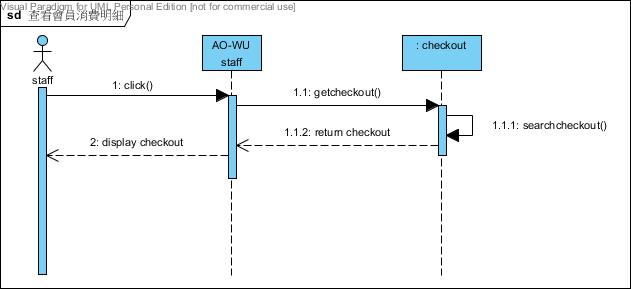 Visual Paradigm for UML Personal Edition [not for commercial use]
sd 查看會員消費明細
AO-WU
staff
: checkout
staff
1: click()
1.1: getcheckout()
1.1.1: searchcheckout()
1.1.2: return checkout
2: display checkout